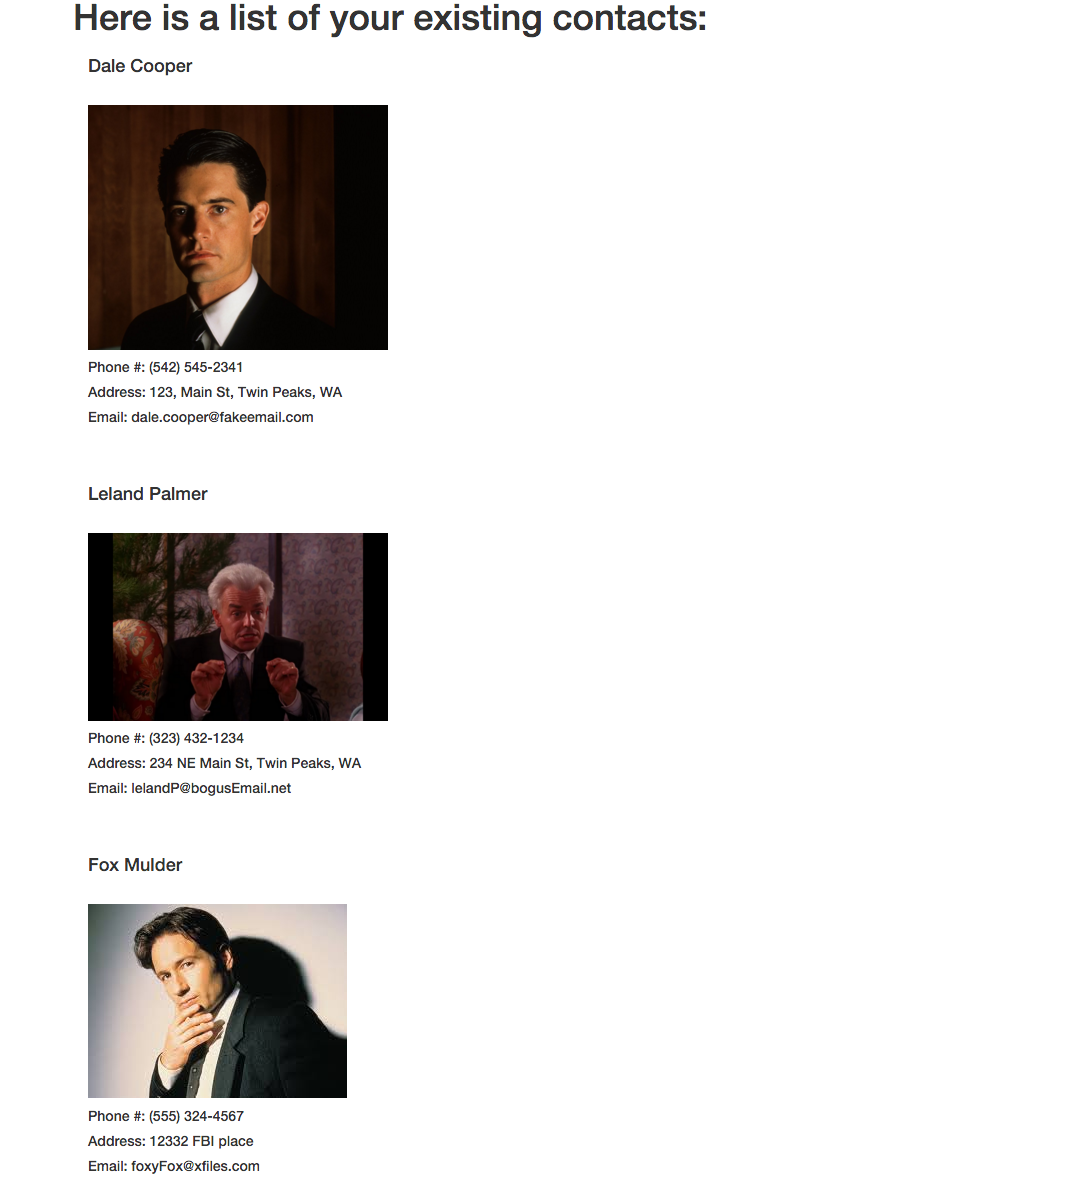 Here is a list of your existing contacts:
Dale Cooper
Phone #: (542) 545-2341
Address: 123, Main St, Twin Peaks, WA
Email: dale.cooper@fakeemail.com
Leland Palmer
Phone #: (323) 432-1234
Address: 234 NE Main St, Twin Peaks, WA
Email: lelandP@bogusEmail.net
Fox Mulder
Phone #: (555) 324-4567
Address: 12332 FBI place
Email: foxyFox@xfiles.com